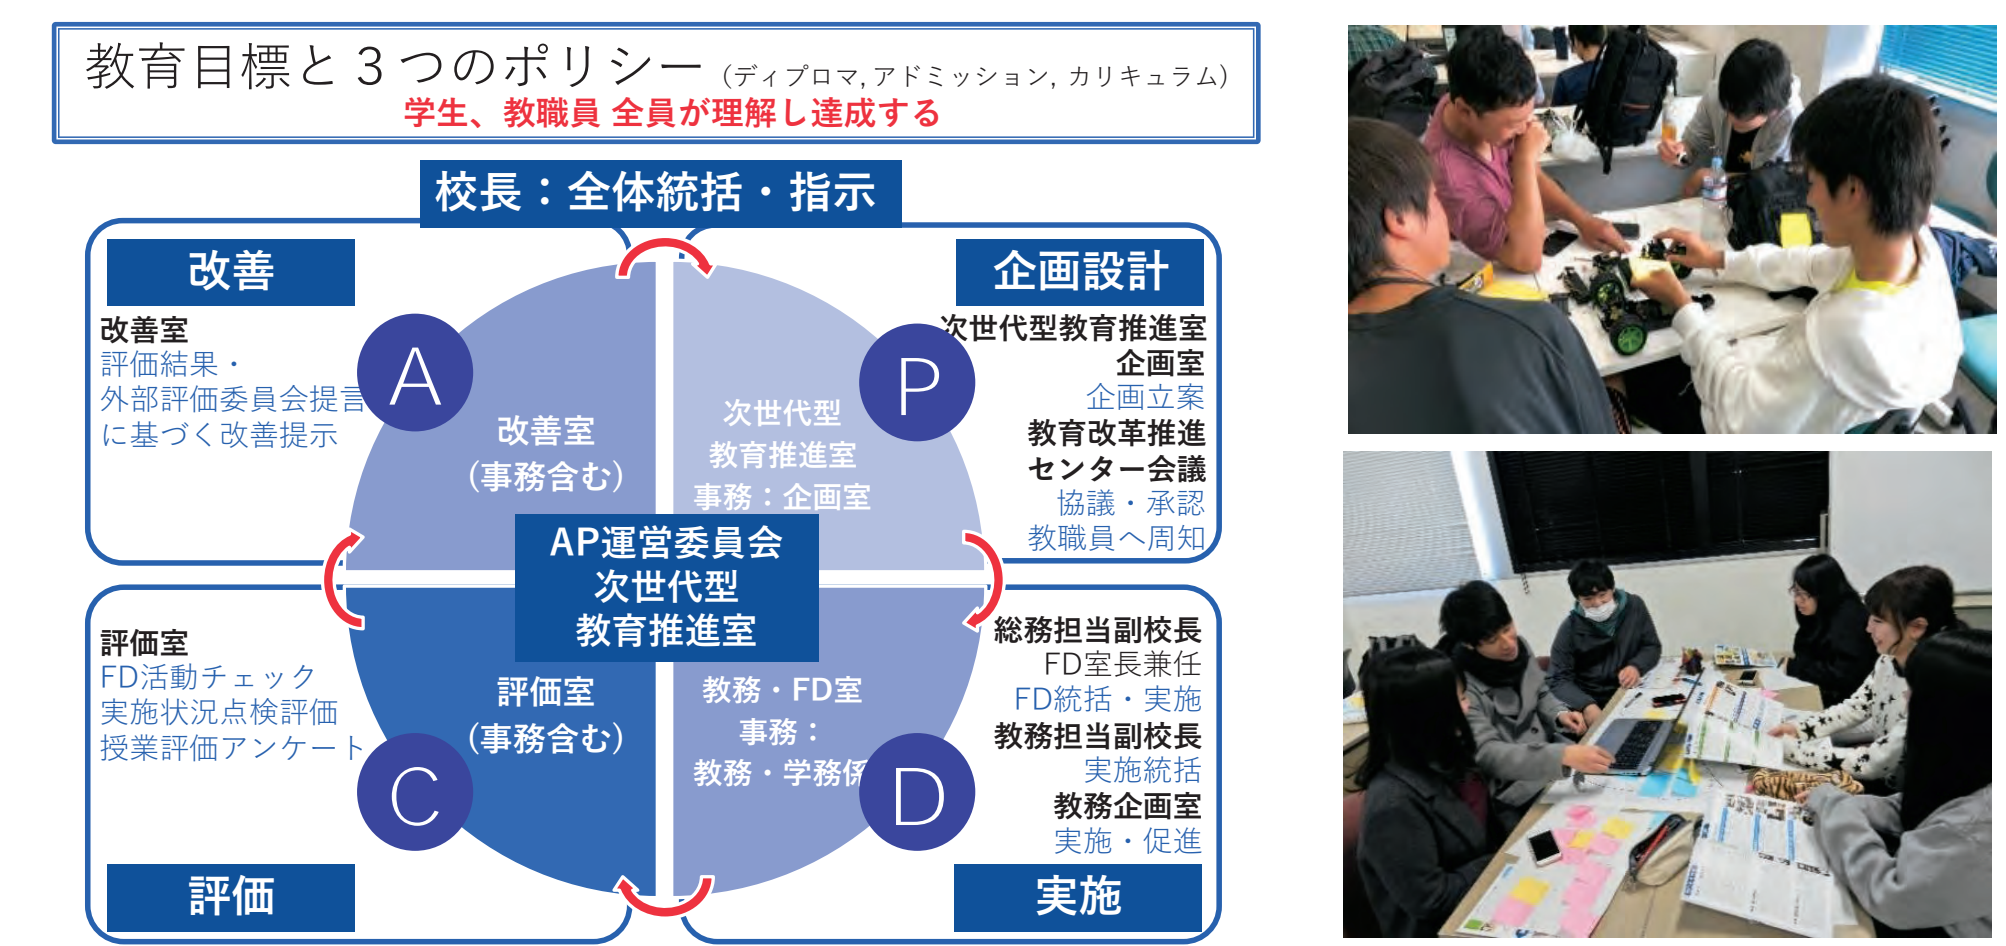 教育目標と３つのポリシー（ディプロマ, アドミッション, カリキュラム）
学生、教職員 全員が理解し達成する
校長：全体統括・指示
改善
改善室
評価結果・
外部評価委員会提言
に基づく改善提示
A
改善室
（事務含む）
企画設計
次世代型教育推進室
企画室
企画立案
教育改革推進
センター会議
協議・承認
教職員へ周知
P
次世代型
教育推進室
事務：企画室
AP運営委員会
次世代型
教育推進室
評価室
FD活動チェック
実施状況点検評価
授業評価アンケート
C
評価室
（事務含む）
評価
教務・FD室
事務：
教務・学務係
D
総務担当副校長
FD室長兼任
FD統括・実施
教務担当副校長
実施統括
教務企画室
実施・促進
実施